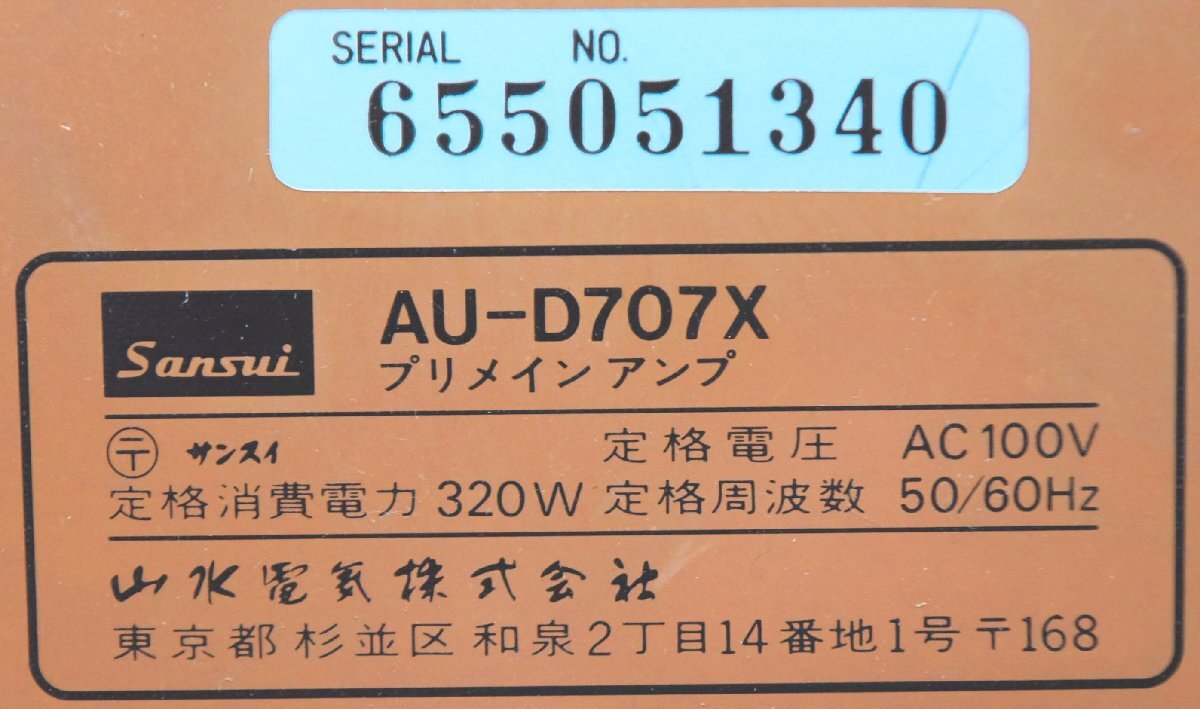 SERIAL NO.
655051340
Sansui
AU-D707X
プリメインアンプ
〒 サンスイ 定格電圧 AC 100V
定格消費電力 320W 定格周波数 50/60Hz
山水電気株式会社
東京都杉並区和泉2丁目14番地1号〒168